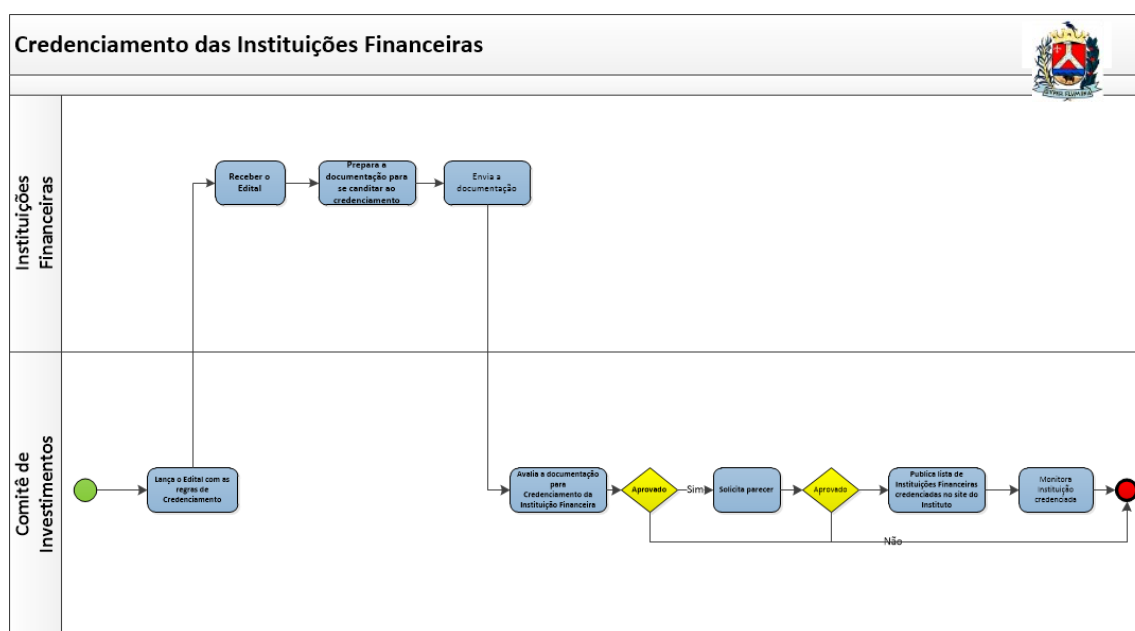 Credenciamento das Instituições Financeiras
Instituições
Financeiras
Receber o
Edital
Prepara a
documentação para
se canditar ao
credenciamento
Envia a
documentação
Comitê de
Investimentos
Lança o Edital com as
regras de
Credenciamento
Avalia a documentação
para
Credenciamento da
Instituição Financeira
Aprovado
Sim
Solicita parecer
Aprovado
Publica lista de
Instituições Financeiras
credenciadas no site do
Instituto
Monitora
Instituição
credenciada
Não